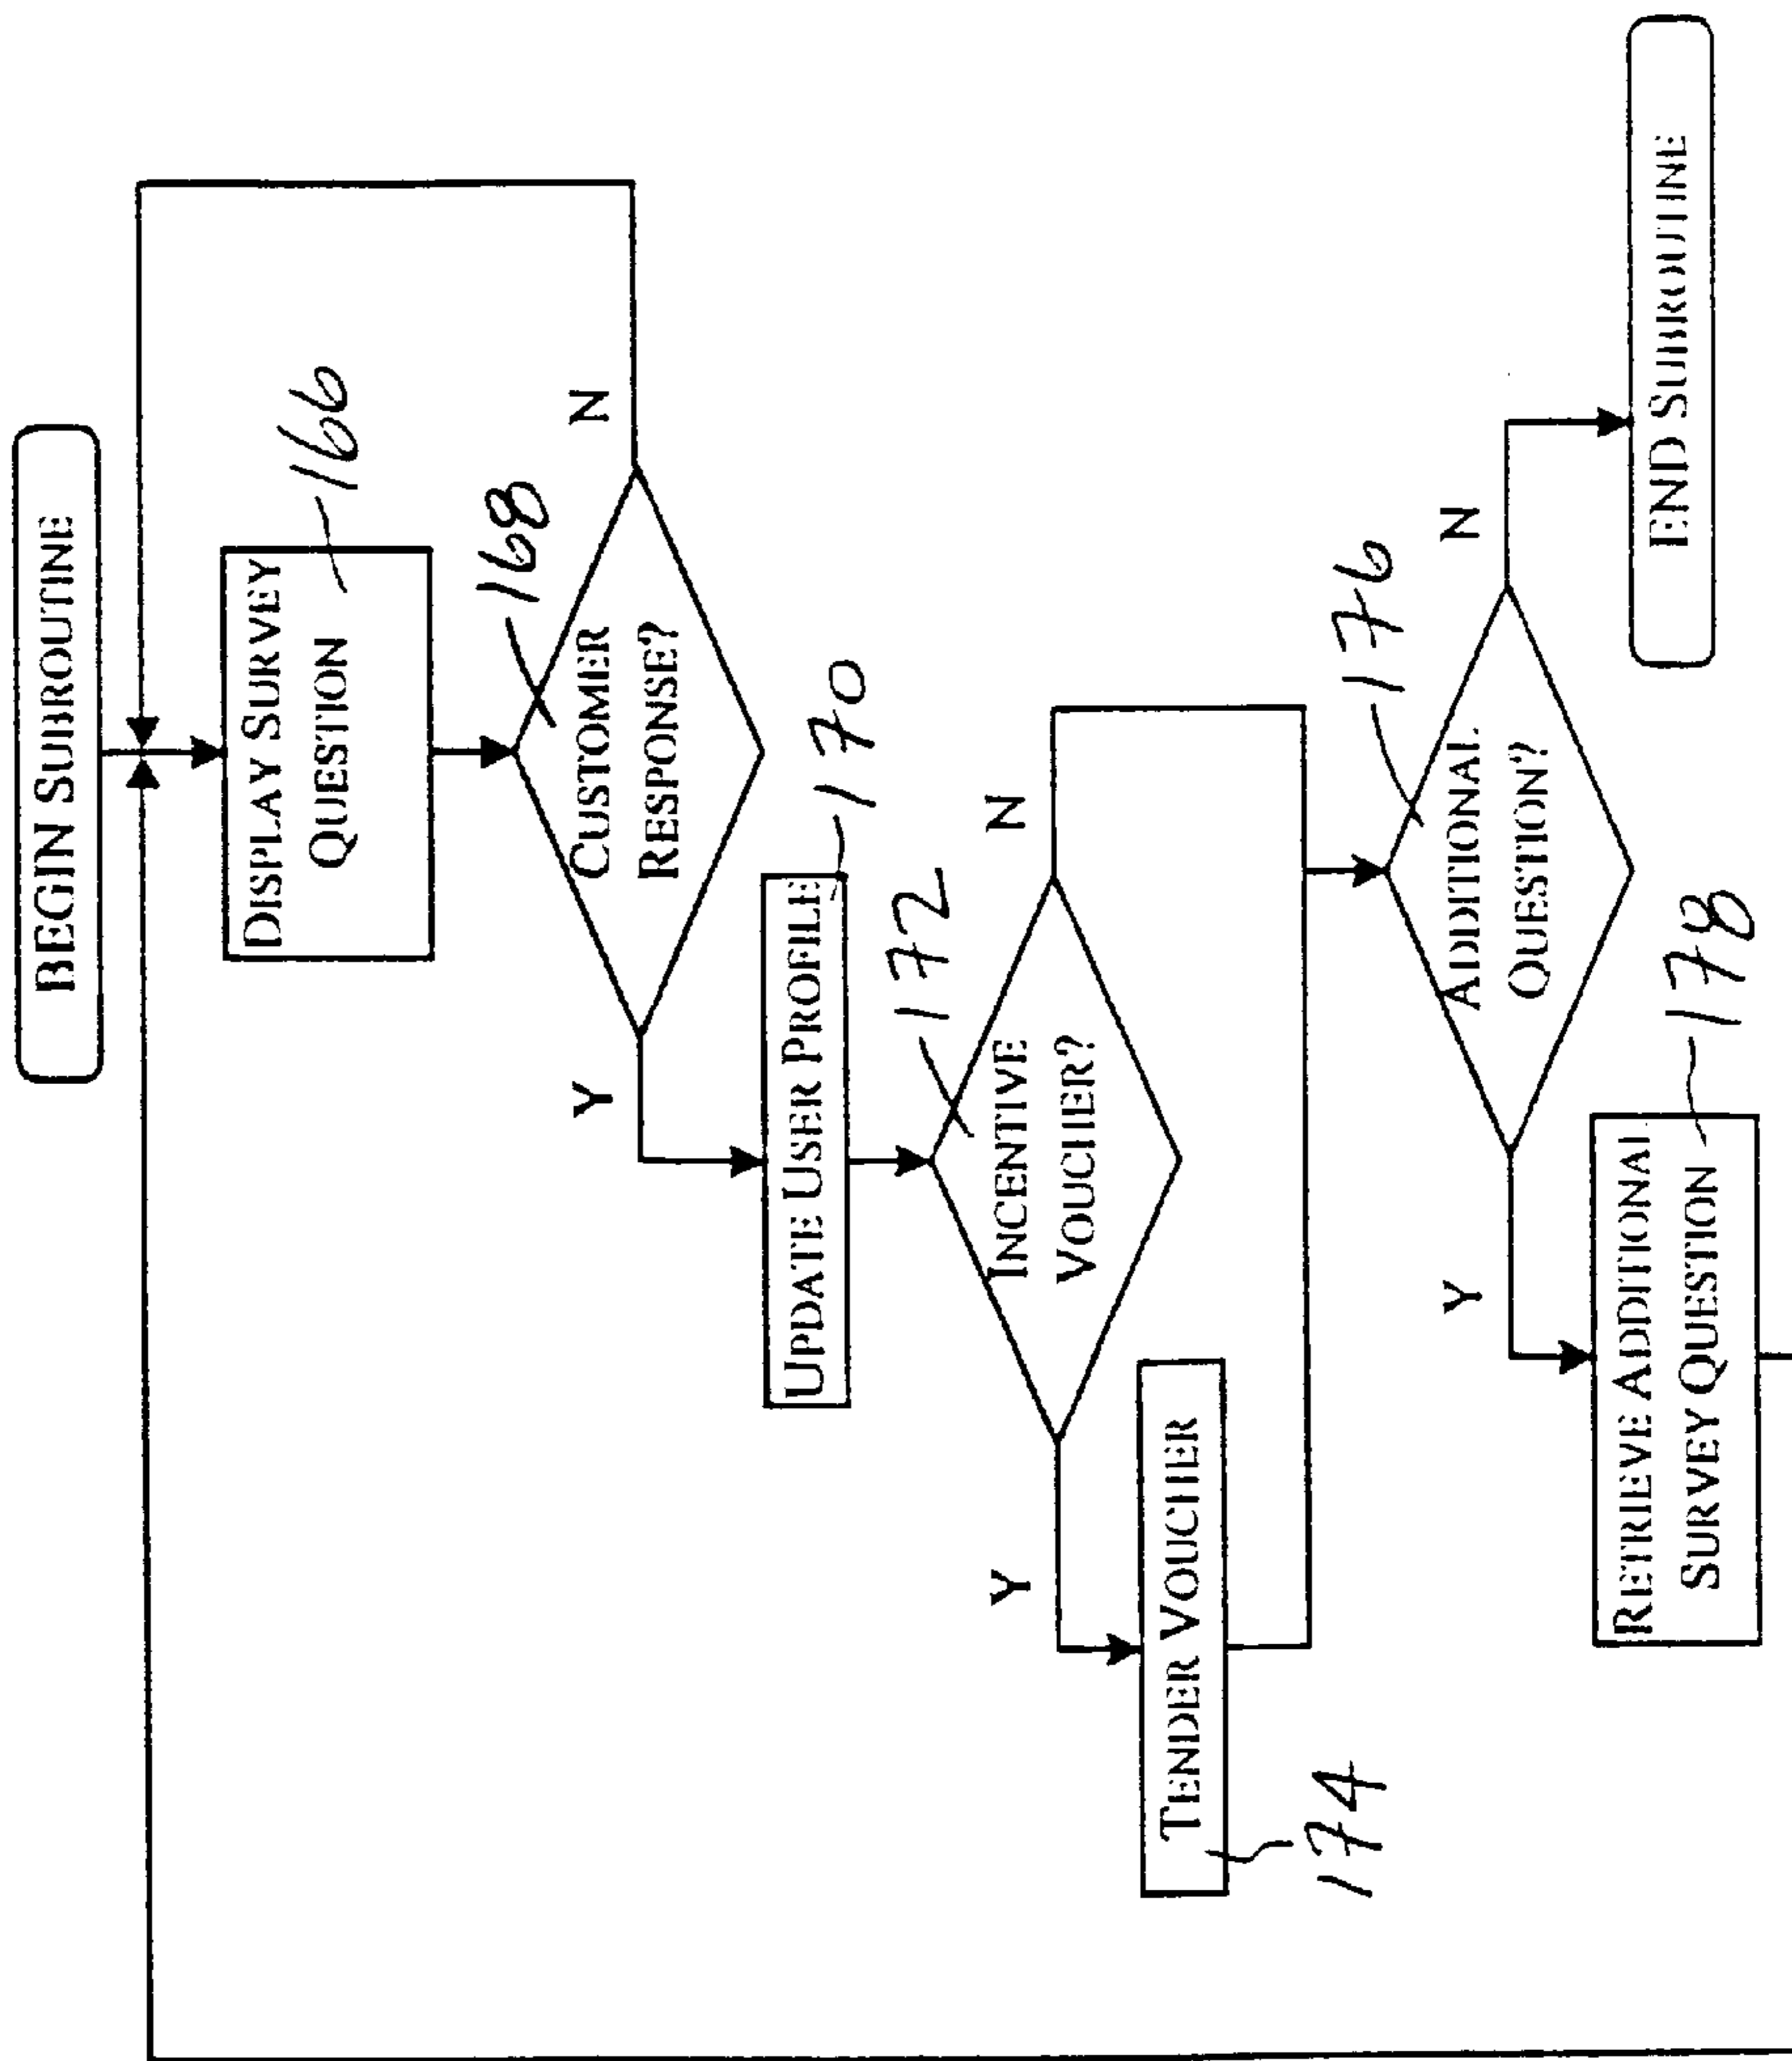 BEGIN SUBROUTINE
DISPLAY SURVEY
QUESTION
166
168
CUSTOMER
RESPONSE?
N
Y
UPDATE USER PROFILE
170
172
INCENTIVE
VOUCHER?
N
Y
TENDER VOUCHER
174
176
ADDITIONAL
QUESTION?
N
Y
END SUBROUTINE
RETRIEVE ADDITIONAL
SURVEY QUESTION
178